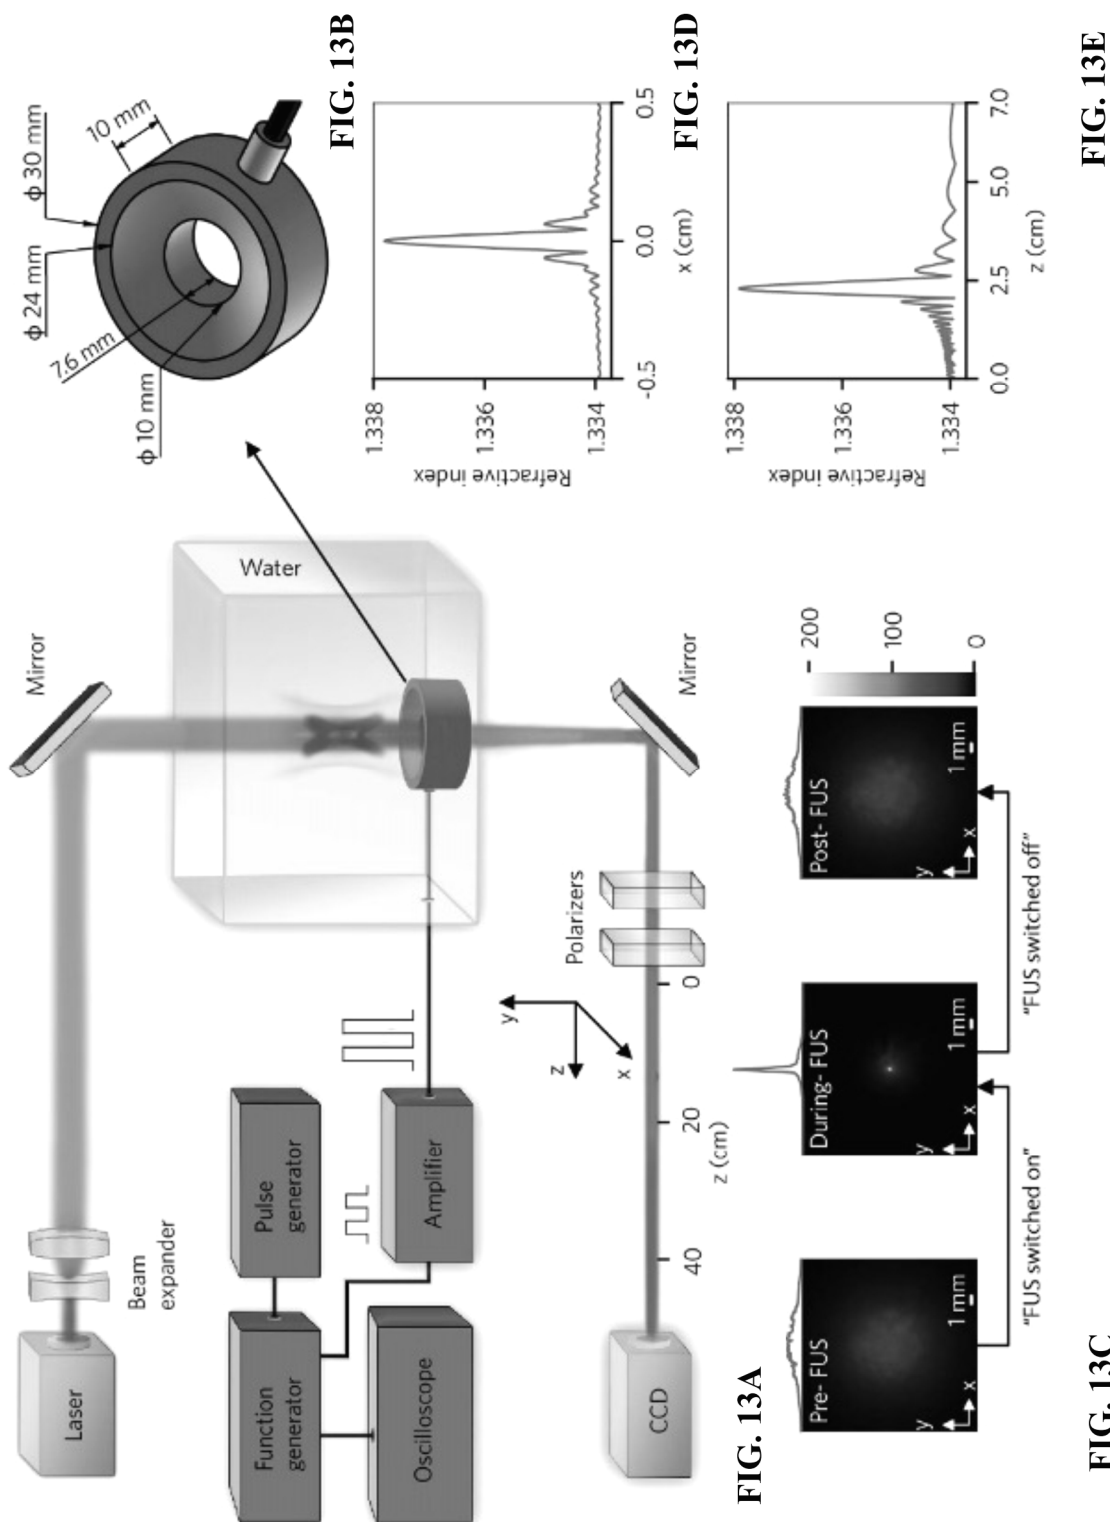 Laser
Beam
expander
Mirror
Water
Function
generator
Pulse
generator
Oscilloscope
Amplifier
y
z
x
Polarizers
Mirror
CCD
40
20
0
z (cm)
FIG. 13A
ϕ 10 mm
7.6 mm
ϕ 24 mm
ϕ 30 mm
10 mm
FIG. 13B
Pre- FUS
y
x
1 mm
During- FUS
y
x
1 mm
Post- FUS
y
x
1 mm
200
100
0
"FUS switched on"
"FUS switched off"
FIG. 13C
Refractive index
1.338
1.336
1.334
-0.5
0.0
0.5
x (cm)
FIG. 13D
Refractive index
1.338
1.336
1.334
0.0
2.5
5.0
7.0
z (cm)
FIG. 13E